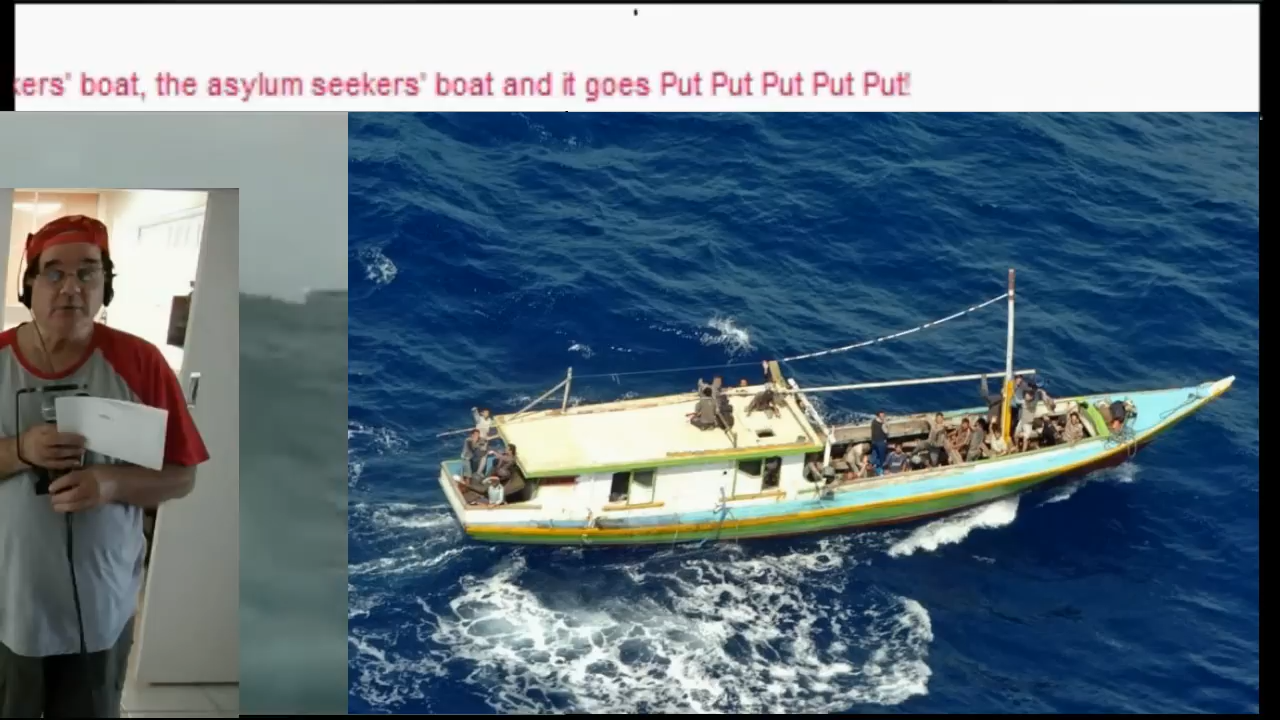 kers' boat, the asylum seekers' boat and it goes Put Put Put Put Put!